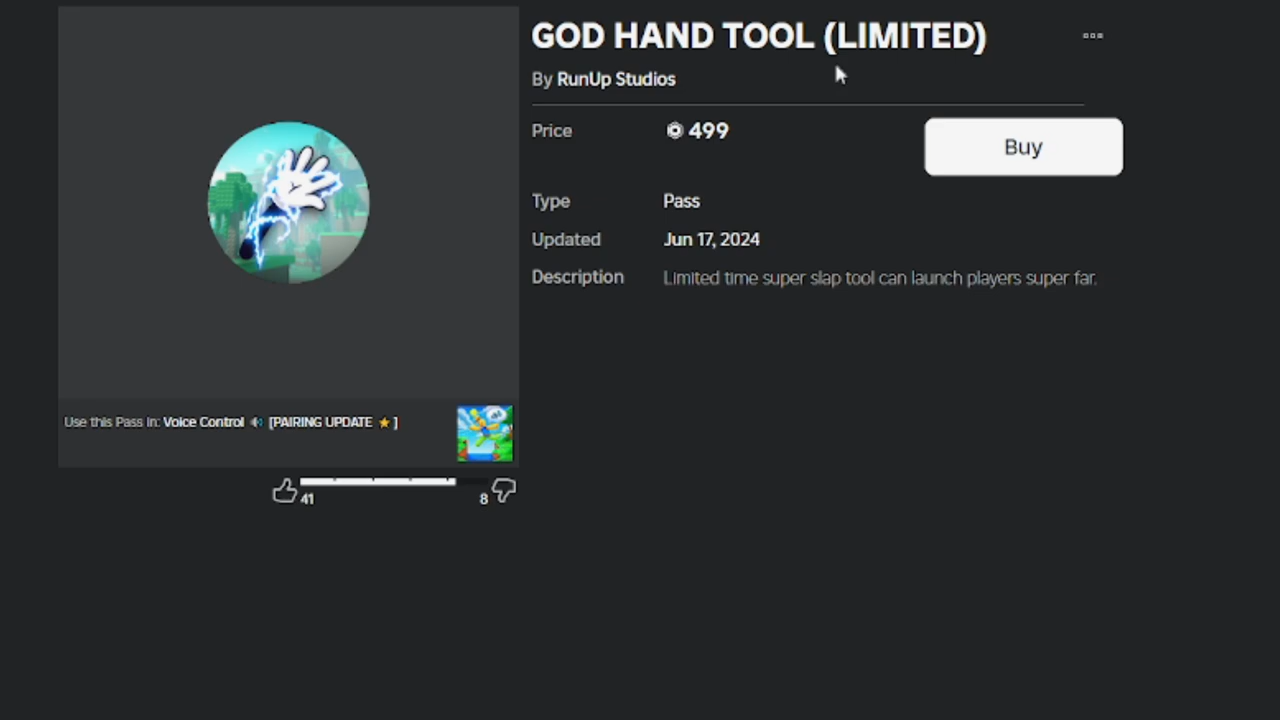 GOD HAND TOOL (LIMITED)
By RunUp Studios
Price 499
Buy
Type Pass
Updated Jun 17, 2024
Description Limited time super slap tool can launch players super far.
Use this Pass in: Voice Control 🔊 [PAIRING UPDATE ⭐]
41 8